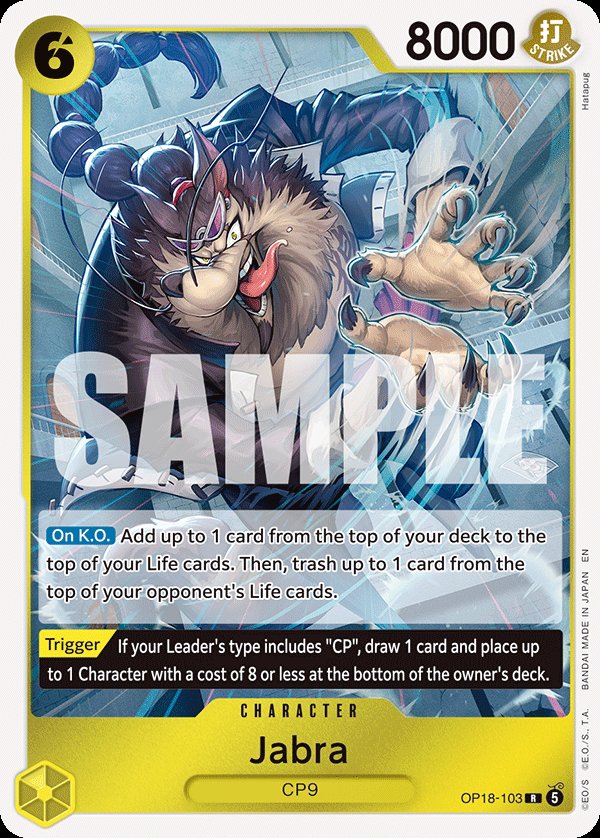 6
8000
打
STRIKE
Hatapug
SAMPLE
On K.O. Add up to 1 card from the top of your deck to the
top of your Life cards. Then, trash up to 1 card from the
top of your opponent's Life cards.
Trigger If your Leader's type includes "CP", draw 1 card and place up
to 1 Character with a cost of 8 or less at the bottom of the owner's deck.
CHARACTER
Jabra
CP9
OP18-103 R 5
©EO/S ©E.O./S., T.A. BANDAI MADE IN JAPAN EN